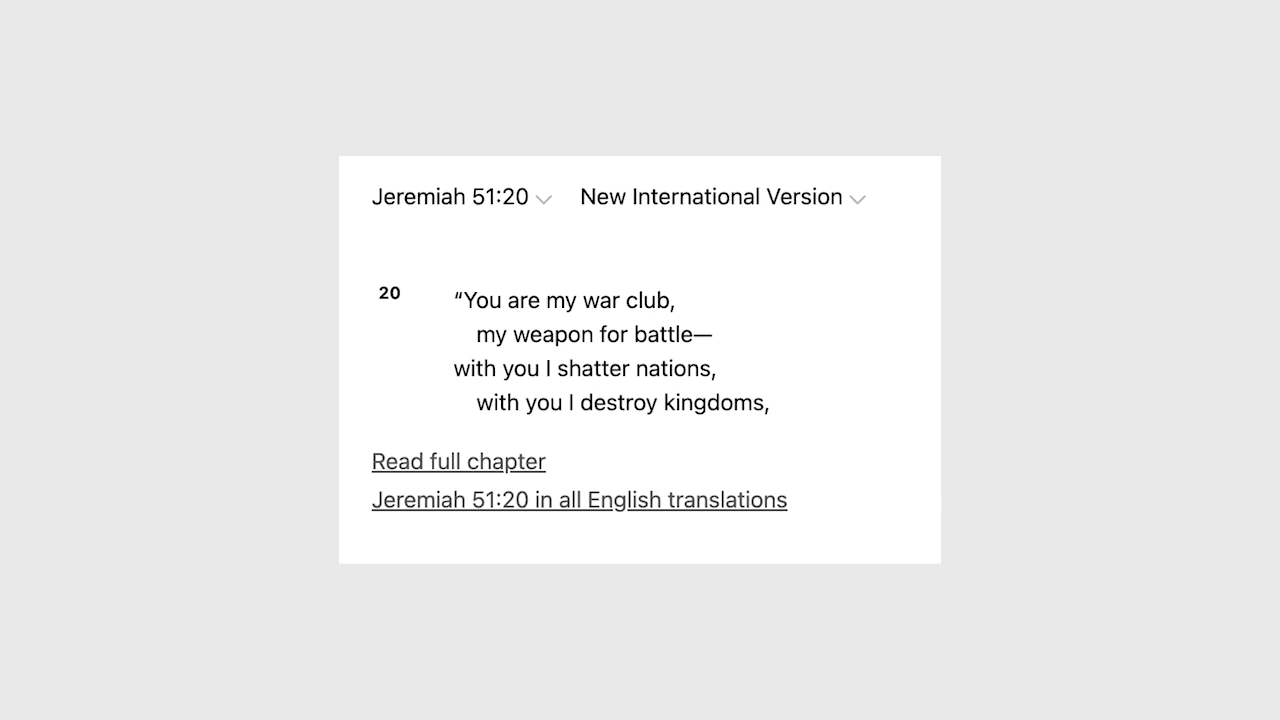 Jeremiah 51:20 New International Version
20 “You are my war club,
my weapon for battle—
with you I shatter nations,
with you I destroy kingdoms,
Read full chapter
Jeremiah 51:20 in all English translations